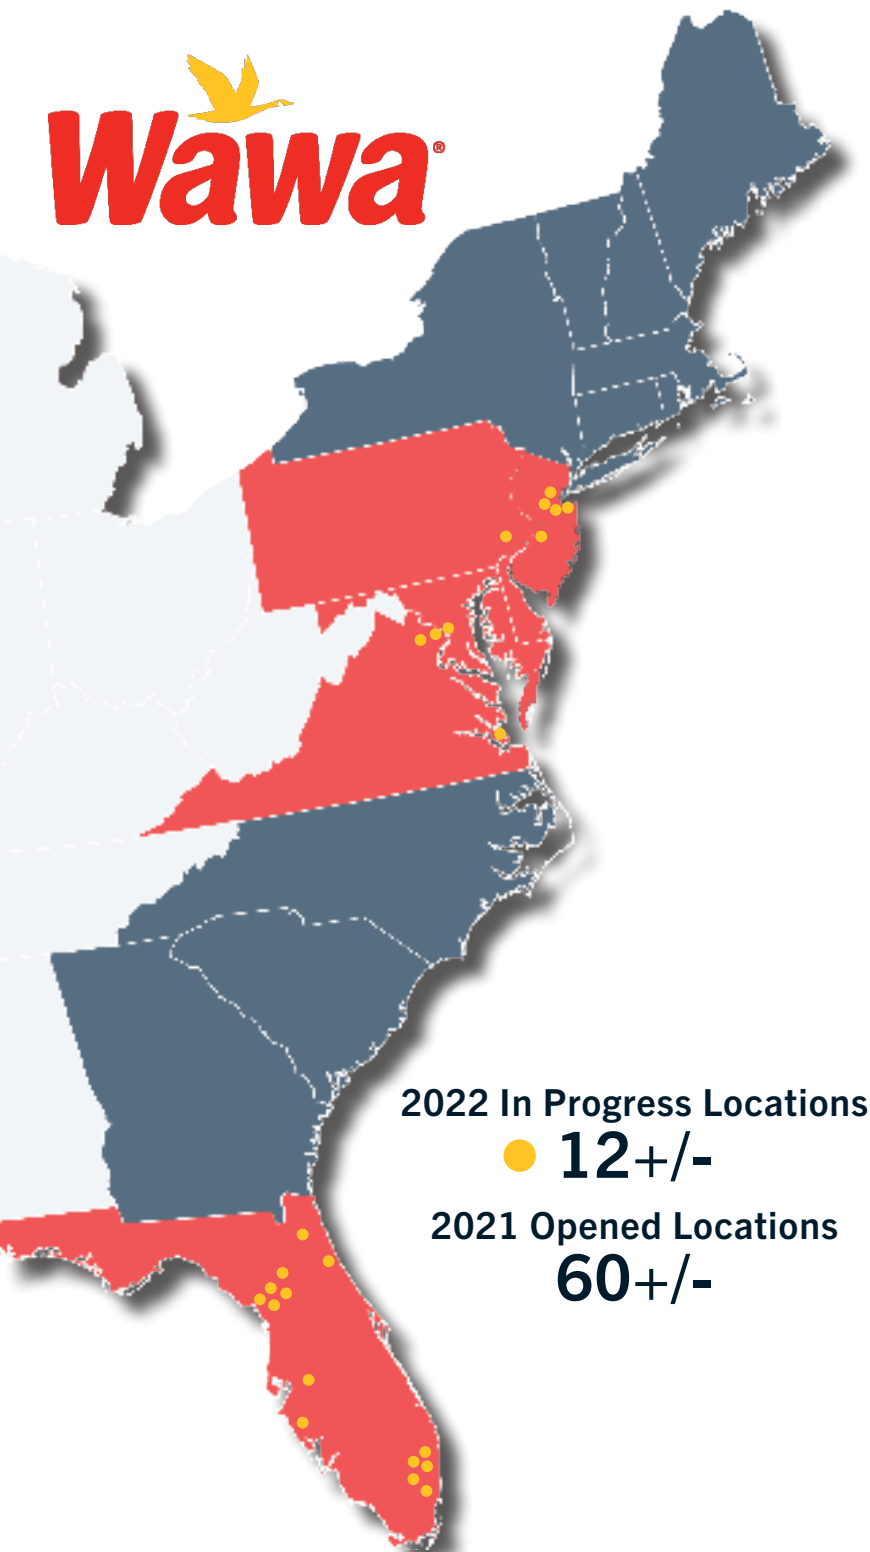 Wawa®
2022 In Progress Locations
12+/-
2021 Opened Locations
60+/-